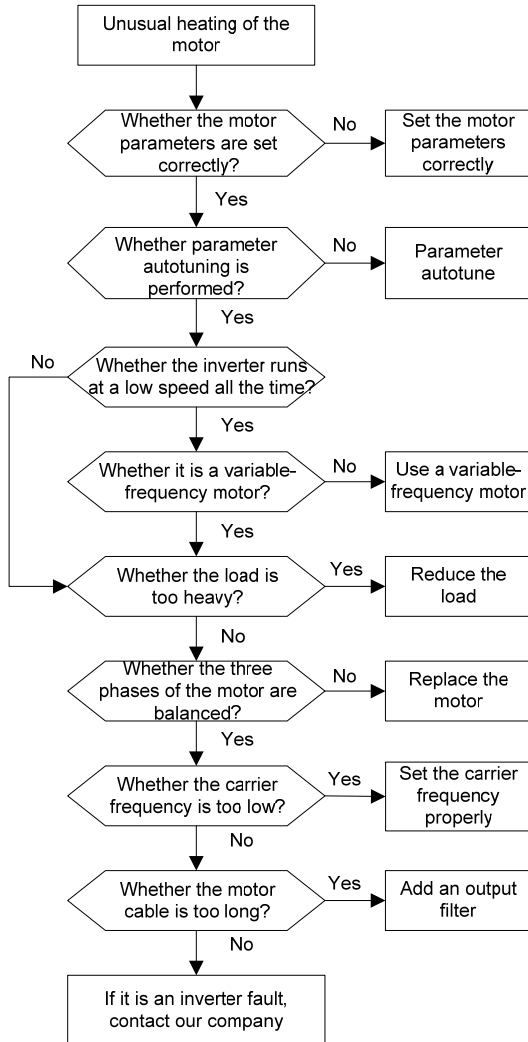 Unusual heating of the
motor
Whether the motor
parameters are set
correctly?
No
Set the motor
parameters
correctly
Yes
Whether parameter
autotuning is
performed?
No
Parameter
autotune
Yes
No
Whether the inverter runs
at a low speed all the time?
Yes
Whether it is a variable-
frequency motor?
No
Use a variable-
frequency motor
Yes
Whether the load is
too heavy?
Yes
Reduce the
load
No
Whether the three
phases of the motor are
balanced?
No
Replace the
motor
Yes
Whether the carrier
frequency is too low?
Yes
Set the carrier
frequency
properly
No
Whether the motor
cable is too long?
Yes
Add an output
filter
No
If it is an inverter fault,
contact our company